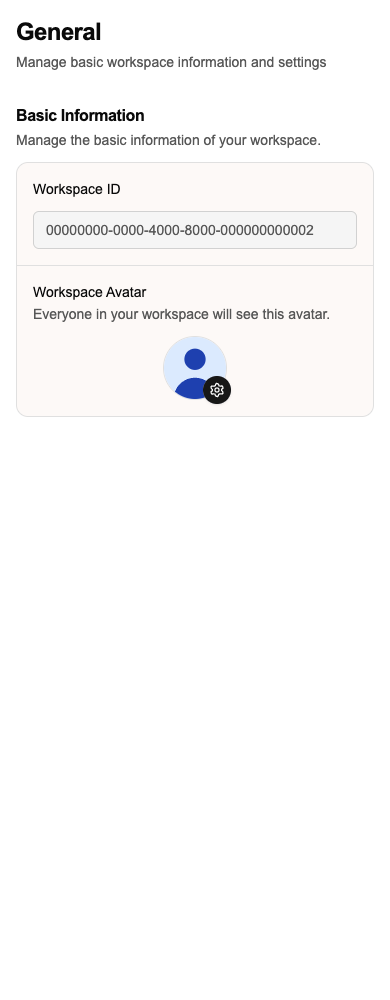 General
Manage basic workspace information and settings
Basic Information
Manage the basic information of your workspace.
Workspace ID
00000000-0000-4000-8000-000000000002
Workspace Avatar
Everyone in your workspace will see this avatar.